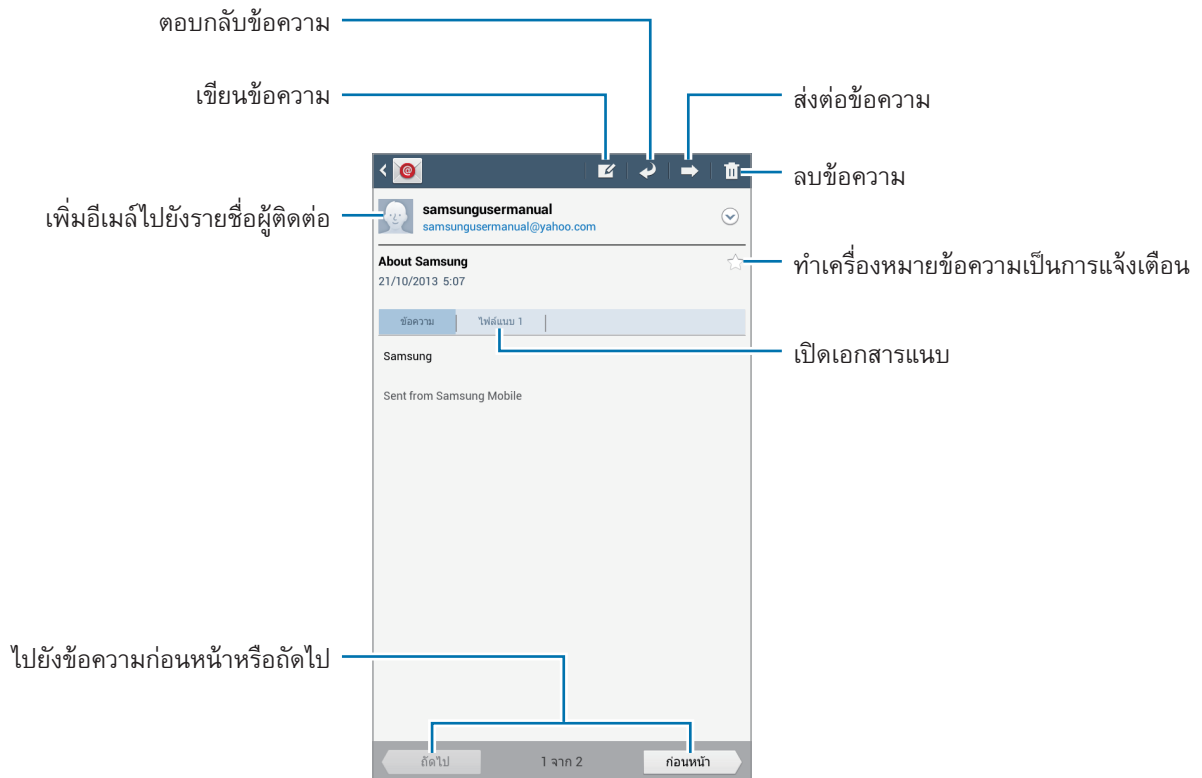 ตอบกลับข้อความ
เขียนข้อความ
ส่งต่อข้อความ
ลบข้อความ
เพิ่มอีเมล์ไปยังรายชื่อผู้ติดต่อ
samsungusermanual
samsungusermanual@yahoo.com
About Samsung
ทำเครื่องหมายข้อความเป็นการแจ้งเตือน
21/10/2013 5:07
ข้อความ ไฟล์แนบ 1
เปิดเอกสารแนบ
Samsung
Sent from Samsung Mobile
ไปยังข้อความก่อนหน้าหรือถัดไป
ถัดไป 1 จาก 2 ก่อนหน้า